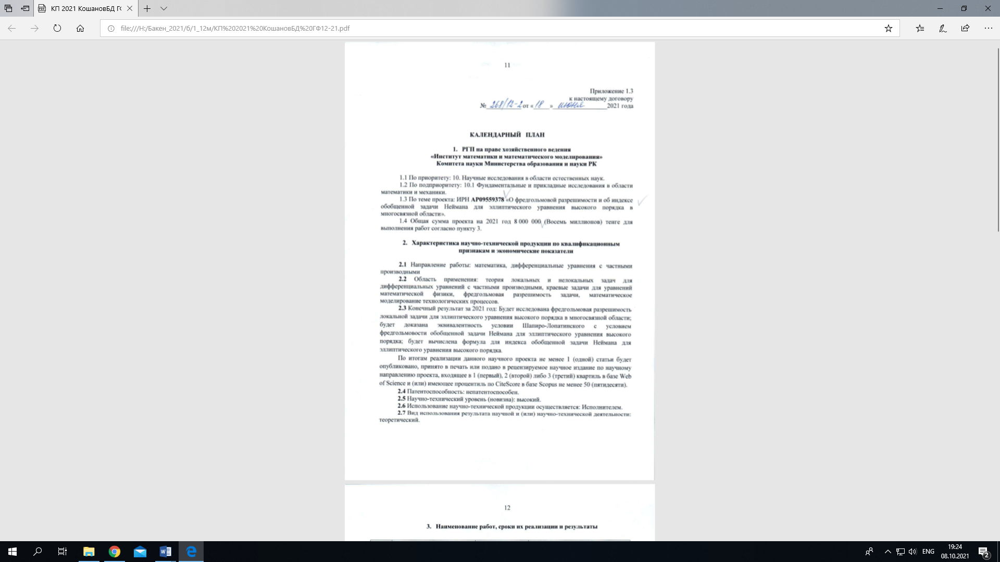 КП 2021 КошановБД ГФ
file:///H:/Бакен_2021/б/1_12м/КП%202021%20КошановБД%20ГФ12-21.pdf
11
Приложение 1.3
к настоящему договору
№ 268/12-2 от « 18 » июня 2021 года
КАЛЕНДАРНЫЙ ПЛАН
1. РГП на праве хозяйственного ведения
«Институт математики и математического моделирования»
Комитета науки Министерства образования и науки РК
1.1 По приоритету: 10. Научные исследования в области естественных наук.
1.2 По подприоритету: 10.1 Фундаментальные и прикладные исследования в области
математики и механики.
1.3 По теме проекта: ИРН АР09559378 «О фредгольмовой разрешимости и об индексе
обобщенной задачи Неймана для эллиптического уравнения высокого порядка в
многосвязной области».
1.4 Общая сумма проекта на 2021 год 8 000 000 (Восемь миллионов) тенге для
выполнения работ согласно пункту 3.
2. Характеристика научно-технической продукции по квалификационным
признакам и экономические показатели
2.1 Направление работы: математика, дифференциальные уравнения с частными
производными
2.2 Область применения: теория локальных и нелокальных задач для
дифференциальных уравнений с частными производными, краевые задачи для уравнений
математической физики, фредгольмовая разрешимость задачи, математическое
моделирование технологических процессов.
2.3 Конечный результат за 2021 год: Будет исследована фредгольмовая разрешимость
локальной задачи для эллиптического уравнения высокого порядка в многосвязной области;
будет доказана эквивалентность условии Шапиро-Лопатинского с условием
фредгольмовости обобщенной задачи Неймана для эллиптического уравнения высокого
порядка; будет вычислена формула для индекса обобщенной задачи Неймана для
эллиптического уравнения высокого порядка.
По итогам реализации данного научного проекта не менее 1 (одной) статьи будет
опубликовано, принято в печать или подано в рецензируемое научное издание по научному
направлению проекта, входящее в 1 (первый), 2 (второй) либо 3 (третий) квартиль в базе Web
of Science и (или) имеющее процентиль по CiteScore в базе Scopus не менее 50 (пятидесяти).
2.4 Патентоспособность: непатентоспособен.
2.5 Научно-технический уровень (новизна): высокий.
2.6 Использование научно-технической продукции осуществляется: Исполнителем.
2.7 Вид использования результата научной и (или) научно-технической деятельности:
теоретический.
12
3. Наименование работ, сроки их реализации и результаты
ENG
19:24
08.10.2021
2